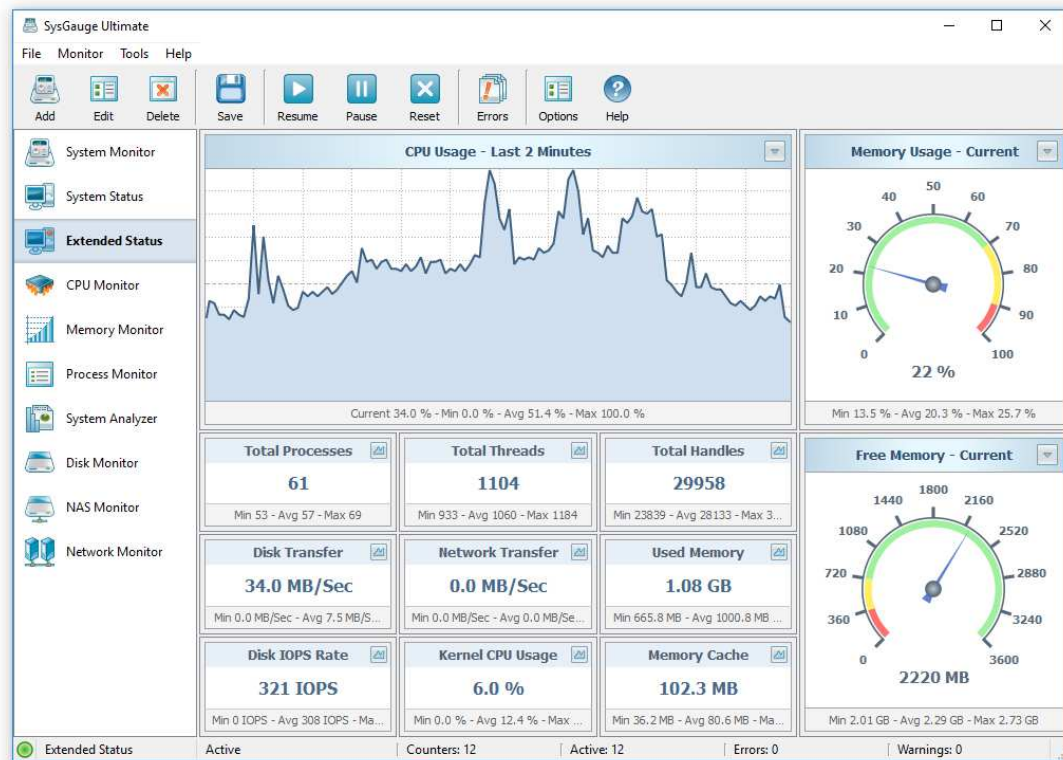 SysGauge Ultimate
File Monitor Tools Help
Add Edit Delete Save Resume Pause Reset Errors Options Help
System Monitor
System Status
Extended Status
CPU Monitor
Memory Monitor
Process Monitor
System Analyzer
Disk Monitor
NAS Monitor
Network Monitor
CPU Usage - Last 2 Minutes
Current 34.0 % - Min 0.0 % - Avg 51.4 % - Max 100.0 %
Memory Usage - Current
0 10 20 30 40 50 60 70 80 90 100
22 %
Min 13.5 % - Avg 20.3 % - Max 25.7 %
Total Processes
61
Min 53 - Avg 57 - Max 69
Total Threads
1104
Min 933 - Avg 1060 - Max 1184
Total Handles
29958
Min 23839 - Avg 28133 - Max 3...
Disk Transfer
34.0 MB/Sec
Min 0.0 MB/Sec - Avg 7.5 MB/S...
Network Transfer
0.0 MB/Sec
Min 0.0 MB/Sec - Avg 0.0 MB/Se...
Used Memory
1.08 GB
Min 665.8 MB - Avg 1000.8 MB ...
Disk IOPS Rate
321 IOPS
Min 0 IOPS - Avg 308 IOPS - Ma...
Kernel CPU Usage
6.0 %
Min 0.0 % - Avg 12.4 % - Max ...
Memory Cache
102.3 MB
Min 36.2 MB - Avg 80.6 MB - Ma...
Free Memory - Current
0 360 720 1080 1440 1800 2160 2520 2880 3240 3600
2220 MB
Min 2.01 GB - Avg 2.29 GB - Max 2.73 GB
Extended Status Active Counters: 12 Active: 12 Errors: 0 Warnings: 0